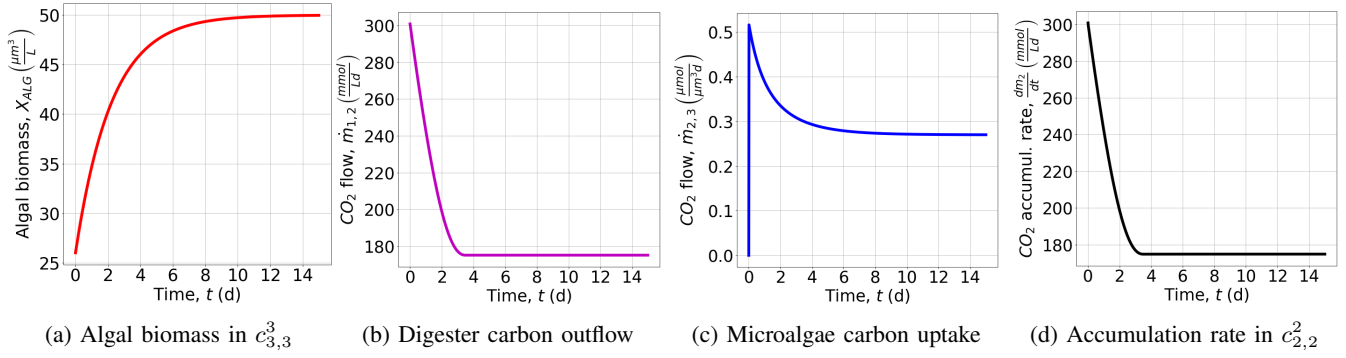 Algal biomass, X_ALG (μm³/L)
50
45
40
35
30
25
0 2 4 6 8 10 12 14
Time, t (d)
(a) Algal biomass in c³₃,₃
CO₂ flow, ṁ₁,₂ (mmol/Ld)
300
280
260
240
220
200
180
0 2 4 6 8 10 12 14
Time, t (d)
(b) Digester carbon outflow
CO₂ flow, ṁ₂,₃ (μmol/μm³d)
0.5
0.4
0.3
0.2
0.1
0.0
0 2 4 6 8 10 12 14
Time, t (d)
(c) Microalgae carbon uptake
CO₂ accumul. rate, dm₂/dt (mmol/Ld)
300
280
260
240
220
200
180
0 2 4 6 8 10 12 14
Time, t (d)
(d) Accumulation rate in c²₂,₂